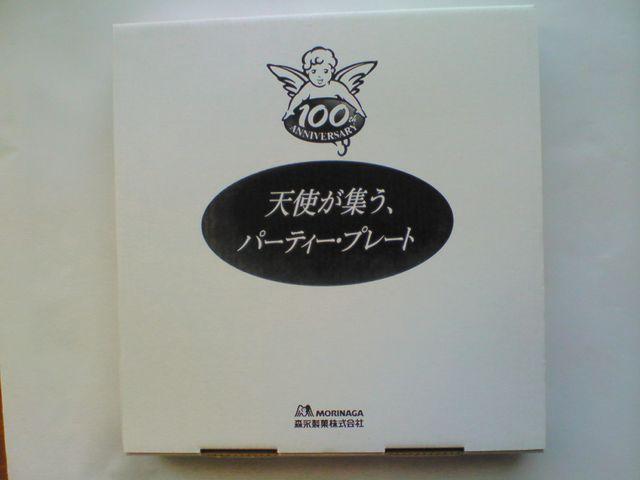 100th
ANNIVERSARY
天使が集う、
パーティー・プレート
MORINAGA
森永製菓株式会社